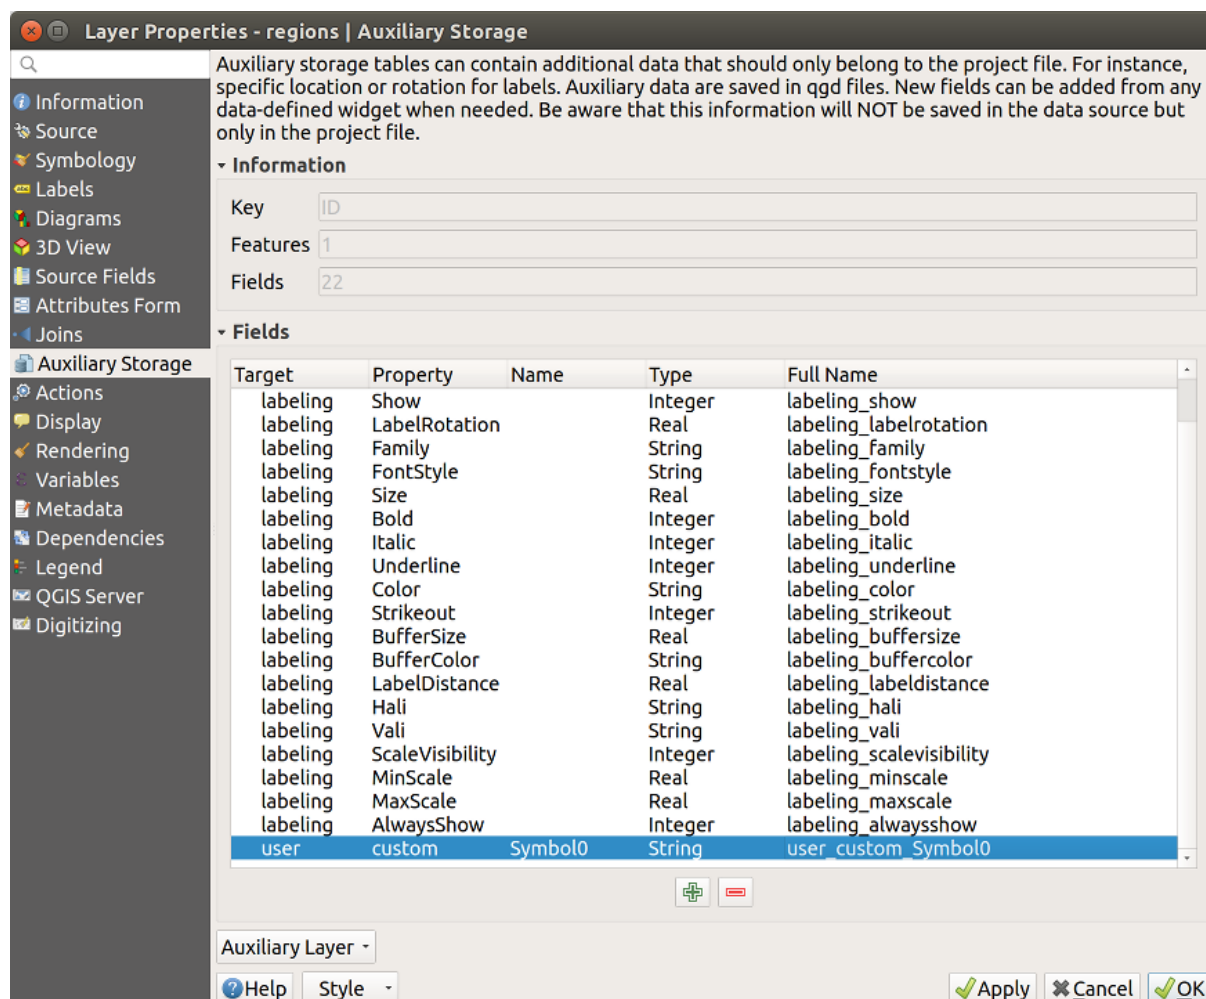 Layer Properties - regions | Auxiliary Storage
Information
Source
Symbology
Labels
Diagrams
3D View
Source Fields
Attributes Form
Joins
Auxiliary Storage
Actions
Display
Rendering
Variables
Metadata
Dependencies
Legend
QGIS Server
Digitizing
Auxiliary storage tables can contain additional data that should only belong to the project file. For instance,
specific location or rotation for labels. Auxiliary data are saved in qgd files. New fields can be added from any
data-defined widget when needed. Be aware that this information will NOT be saved in the data source but
only in the project file.
Information
Key ID
Features 1
Fields 22
Fields
Target Property Name Type Full Name
labeling Show Integer labeling_show
labeling LabelRotation Real labeling_labelrotation
labeling Family String labeling_family
labeling FontStyle String labeling_fontstyle
labeling Size Real labeling_size
labeling Bold Integer labeling_bold
labeling Italic Integer labeling_italic
labeling Underline Integer labeling_underline
labeling Color String labeling_color
labeling Strikeout Integer labeling_strikeout
labeling BufferSize Real labeling_buffersize
labeling BufferColor String labeling_buffercolor
labeling LabelDistance Real labeling_labeldistance
labeling Hali String labeling_hali
labeling Vali String labeling_vali
labeling ScaleVisibility Integer labeling_scalevisibility
labeling MinScale Real labeling_minscale
labeling MaxScale Real labeling_maxscale
labeling AlwaysShow Integer labeling_alwaysshow
user custom Symbol0 String user_custom_Symbol0
Auxiliary Layer
Help Style Apply Cancel OK